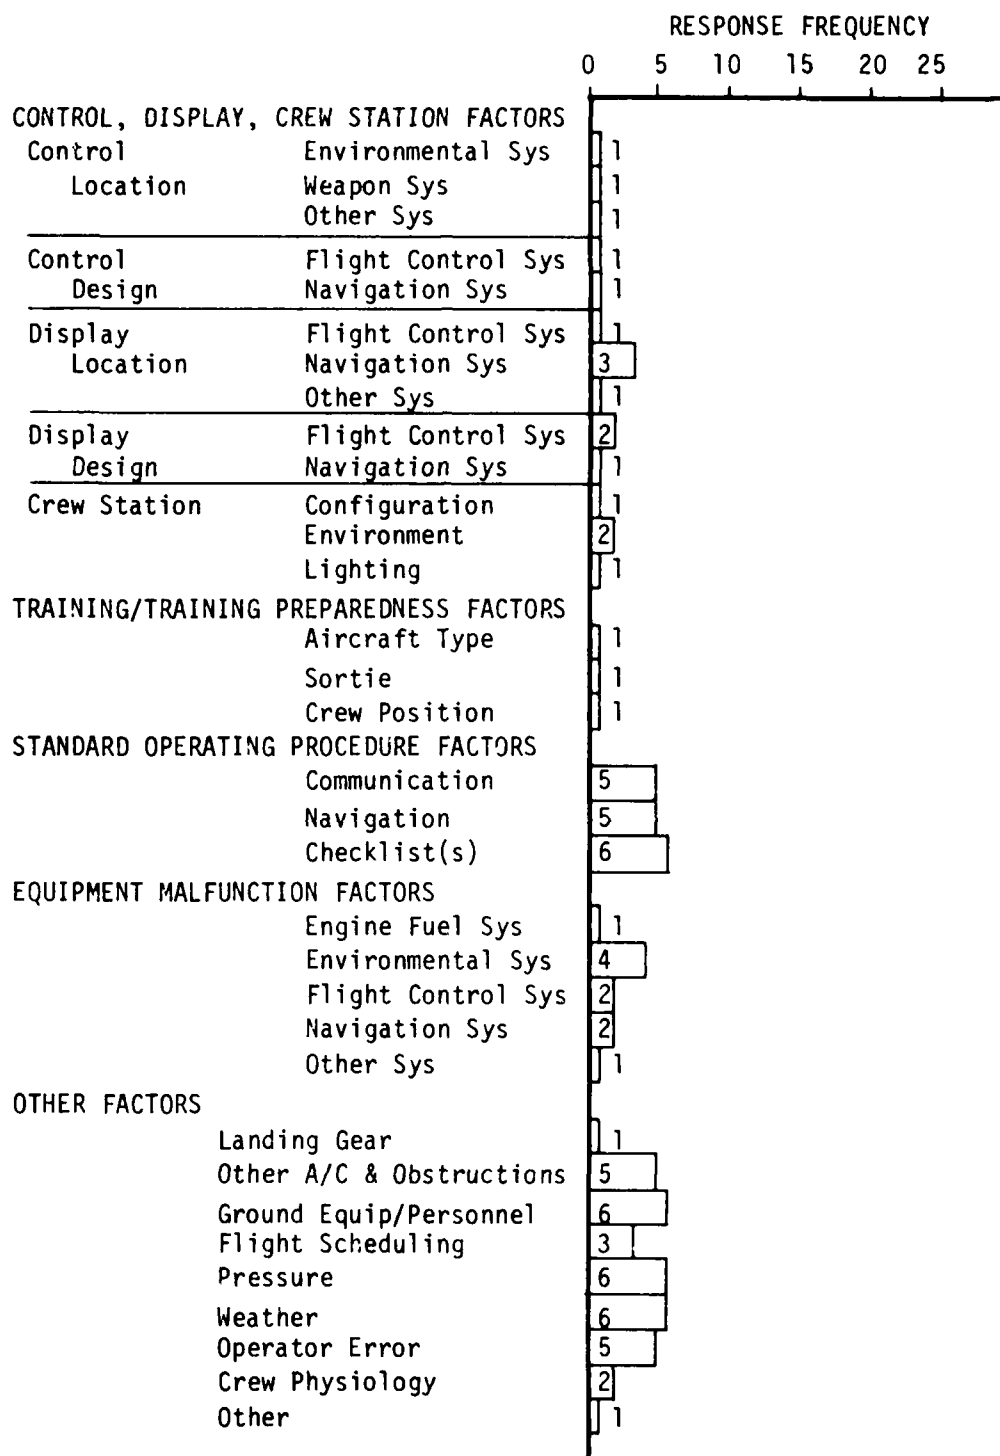 RESPONSE FREQUENCY
0 5 10 15 20 25
CONTROL, DISPLAY, CREW STATION FACTORS
Control Environmental Sys 1
Location Weapon Sys 1
Other Sys 1
Control Flight Control Sys 1
Design Navigation Sys 1
Display Flight Control Sys 1
Location Navigation Sys 3
Other Sys 1
Display Flight Control Sys 2
Design Navigation Sys 1
Crew Station Configuration 1
Environment 2
Lighting 1
TRAINING/TRAINING PREPAREDNESS FACTORS
Aircraft Type 1
Sortie 1
Crew Position 1
STANDARD OPERATING PROCEDURE FACTORS
Communication 5
Navigation 5
Checklist(s) 6
EQUIPMENT MALFUNCTION FACTORS
Engine Fuel Sys 1
Environmental Sys 4
Flight Control Sys 2
Navigation Sys 2
Other Sys 1
OTHER FACTORS
Landing Gear 1
Other A/C & Obstructions 5
Ground Equip/Personnel 6
Flight Scheduling 3
Pressure 6
Weather 6
Operator Error 5
Crew Physiology 2
Other 1